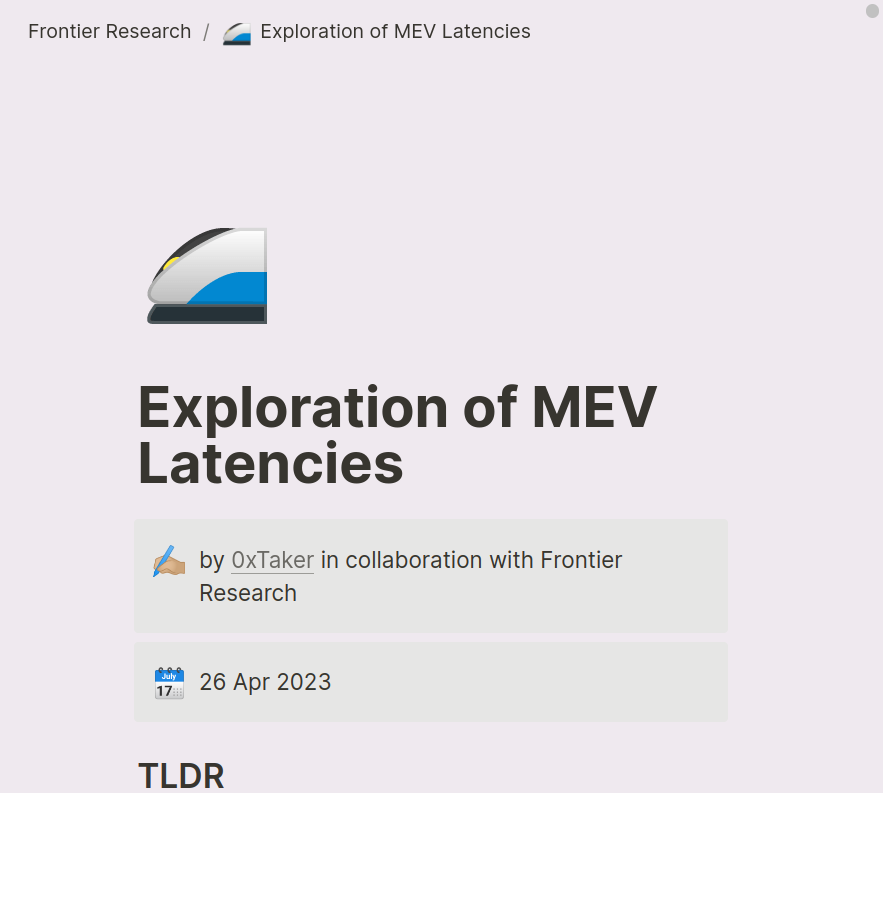 Frontier Research / Exploration of MEV Latencies
Exploration of MEV
Latencies
by 0xTaker in collaboration with Frontier
Research
July
17
26 Apr 2023
TLDR